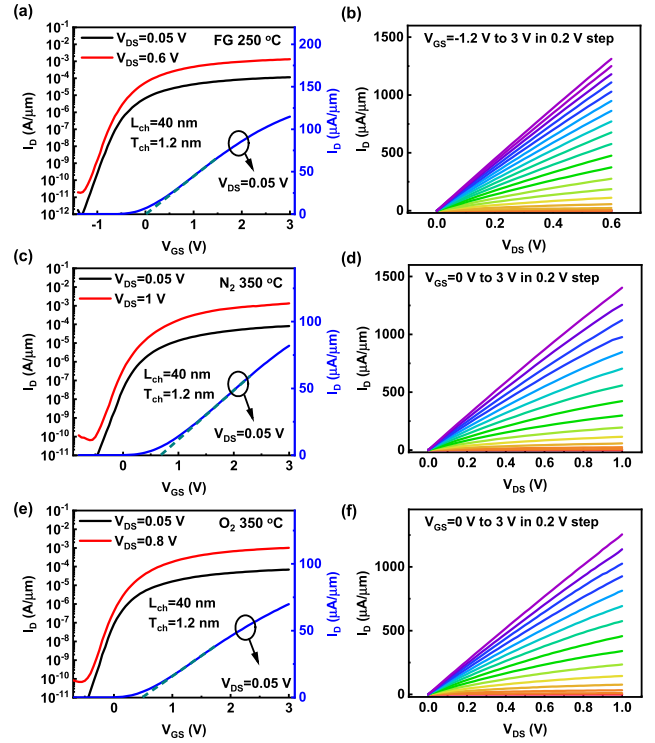 (a)
V_DS=0.05 V
V_DS=0.6 V
FG 250 °C
L_ch=40 nm
T_ch=1.2 nm
V_DS=0.05 V
10⁻¹
10⁻²
10⁻³
10⁻⁴
10⁻⁵
10⁻⁶
10⁻⁷
10⁻⁸
10⁻⁹
10⁻¹⁰
10⁻¹¹
10⁻¹²
I_D (A/μm)
200
150
100
50
0
I_D (μA/μm)
-1 0 1 2 3
V_GS (V)
(b)
V_GS=-1.2 V to 3 V in 0.2 V step
1500
1000
500
0
I_D (μA/μm)
0.0 0.2 0.4 0.6
V_DS (V)
(c)
V_DS=0.05 V
V_DS=1 V
N₂ 350 °C
L_ch=40 nm
T_ch=1.2 nm
V_DS=0.05 V
10⁻¹
10⁻²
10⁻³
10⁻⁴
10⁻⁵
10⁻⁶
10⁻⁷
10⁻⁸
10⁻⁹
10⁻¹⁰
10⁻¹¹
I_D (A/μm)
100
50
0
I_D (μA/μm)
0 1 2 3
V_GS (V)
(d)
V_GS=0 V to 3 V in 0.2 V step
1500
1000
500
0
I_D (μA/μm)
0.0 0.2 0.4 0.6 0.8 1.0
V_DS (V)
(e)
V_DS=0.05 V
V_DS=0.8 V
O₂ 350 °C
L_ch=40 nm
T_ch=1.2 nm
V_DS=0.05 V
10⁻¹
10⁻²
10⁻³
10⁻⁴
10⁻⁵
10⁻⁶
10⁻⁷
10⁻⁸
10⁻⁹
10⁻¹⁰
10⁻¹¹
I_D (A/μm)
100
50
0
I_D (μA/μm)
0 1 2 3
V_GS (V)
(f)
V_GS=0 V to 3 V in 0.2 V step
1000
500
0
I_D (μA/μm)
0.0 0.2 0.4 0.6 0.8 1.0
V_DS (V)